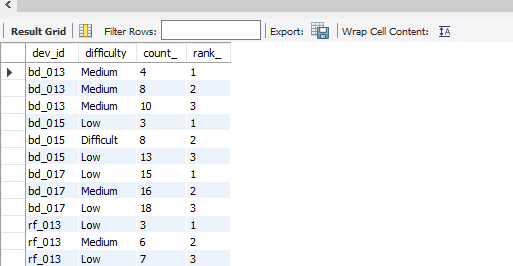 Result Grid Filter Rows: Export: Wrap Cell Content:
dev_id difficulty count_ rank_
bd_013 Medium 4 1
bd_013 Medium 8 2
bd_013 Medium 10 3
bd_015 Low 3 1
bd_015 Difficult 8 2
bd_015 Low 13 3
bd_017 Low 15 1
bd_017 Medium 16 2
bd_017 Low 18 3
rf_013 Low 3 1
rf_013 Medium 6 2
rf_013 Low 7 3